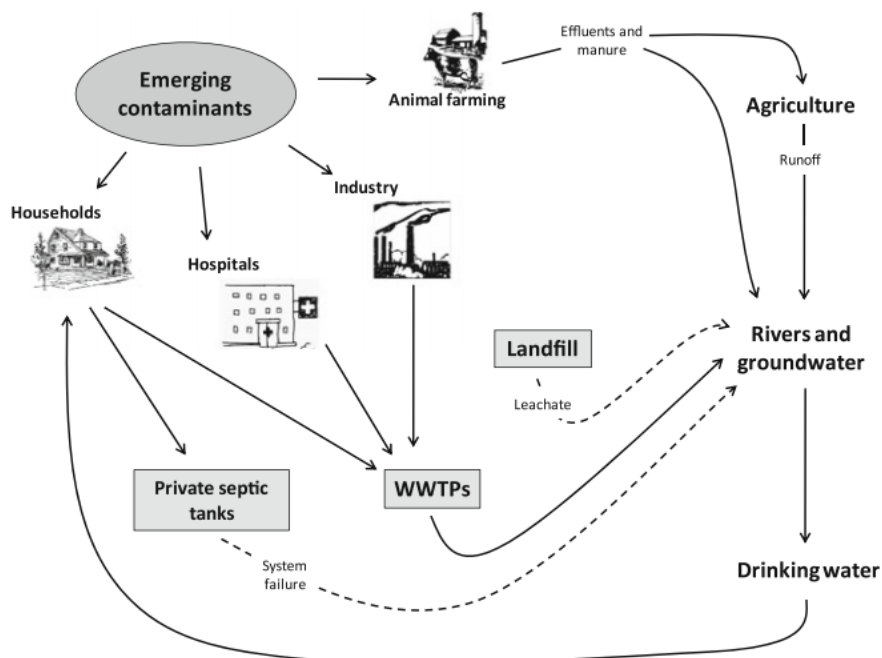 Emerging
contaminants
Animal farming
Effluents and
manure
Agriculture
Runoff
Households
Hospitals
Industry
Landfill
Leachate
Rivers and
groundwater
Private septic
tanks
WWTPs
System
failure
Drinking water